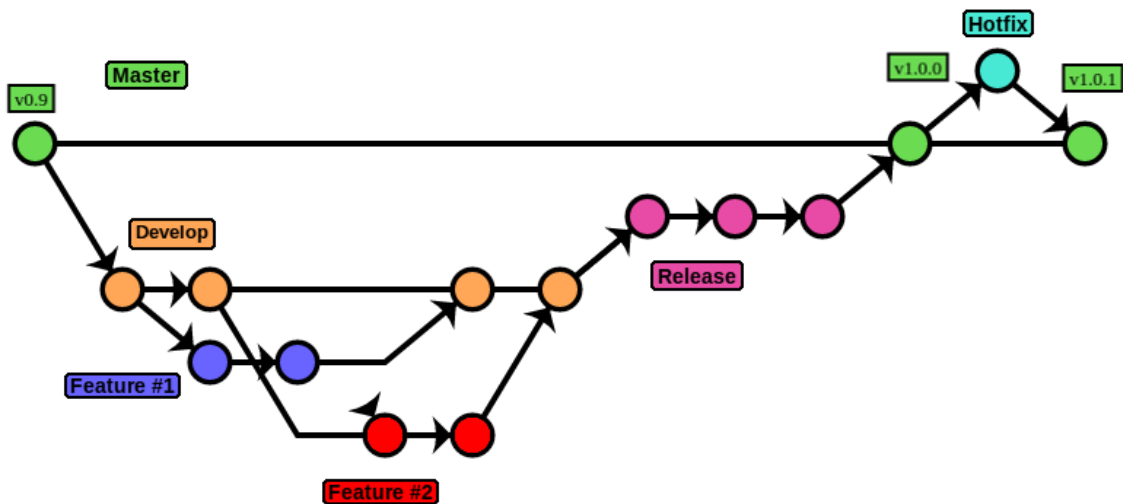 Hotfix
Master
v1.0.0
v1.0.1
v0.9
Develop
Release
Feature #1
Feature #2